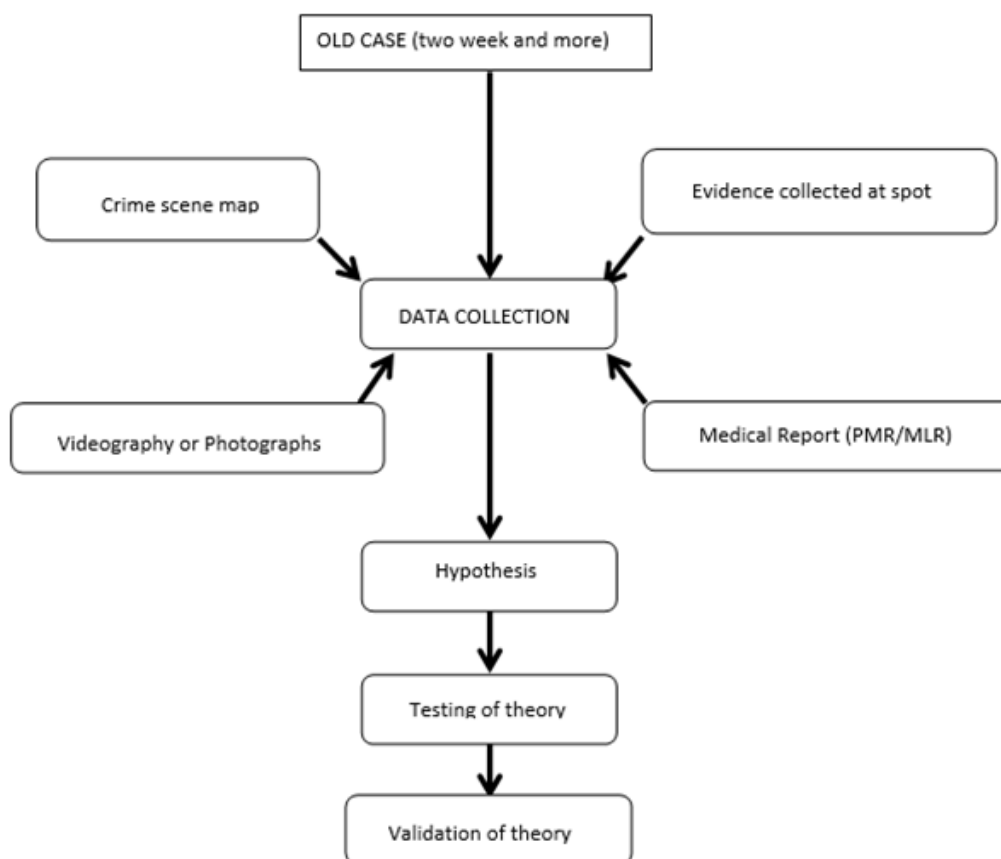 OLD CASE (two week and more)
Crime scene map
Evidence collected at spot
DATA COLLECTION
Videography or Photographs
Medical Report (PMR/MLR)
Hypothesis
Testing of theory
Validation of theory